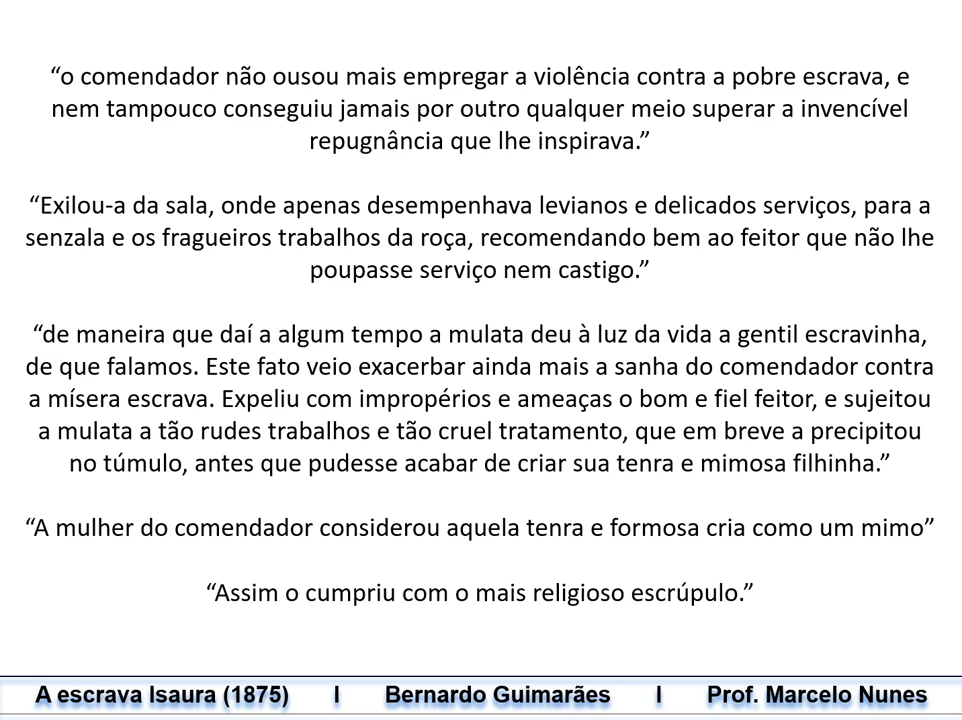 “o comendador não ousou mais empregar a violência contra a pobre escrava, e
nem tampouco conseguiu jamais por outro qualquer meio superar a invencível
repugnância que lhe inspirava.”
“Exilou-a da sala, onde apenas desempenhava levianos e delicados serviços, para a
senzala e os fragueiros trabalhos da roça, recomendando bem ao feitor que não lhe
poupasse serviço nem castigo.”
“de maneira que daí a algum tempo a mulata deu à luz da vida a gentil escravinha,
de que falamos. Este fato veio exacerbar ainda mais a sanha do comendador contra
a mísera escrava. Expeliu com impropérios e ameaças o bom e fiel feitor, e sujeitou
a mulata a tão rudes trabalhos e tão cruel tratamento, que em breve a precipitou
no túmulo, antes que pudesse acabar de criar sua tenra e mimosa filhinha.”
“A mulher do comendador considerou aquela tenra e formosa cria como um mimo”
“Assim o cumpriu com o mais religioso escrúpulo.”
A escrava Isaura (1875) I Bernardo Guimarães I Prof. Marcelo Nunes